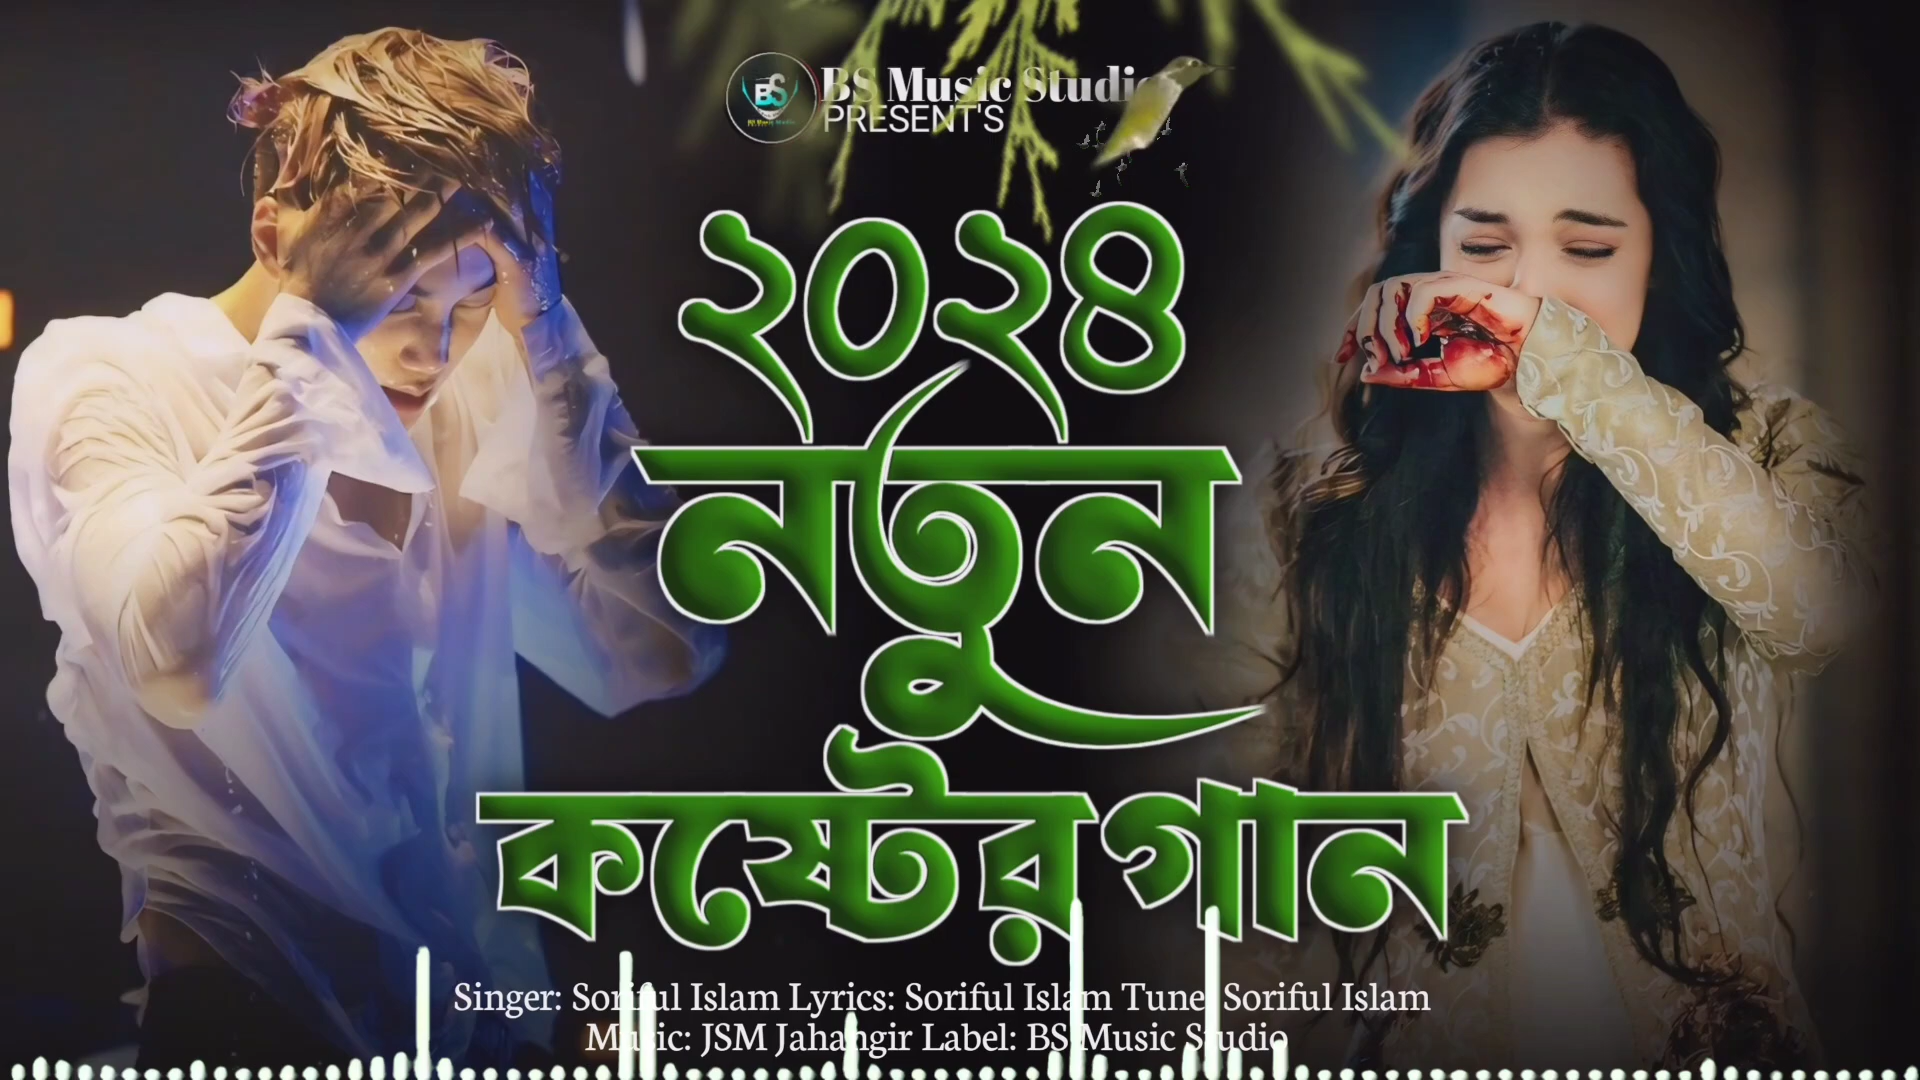 BS
BS Music Studio
PRESENT'S
২০২৪
নতুন
কষ্টের গান
Singer: Soriful Islam Lyrics: Soriful Islam Tune: Soriful Islam
Music: JSM Jahangir Label: BS Music Studio